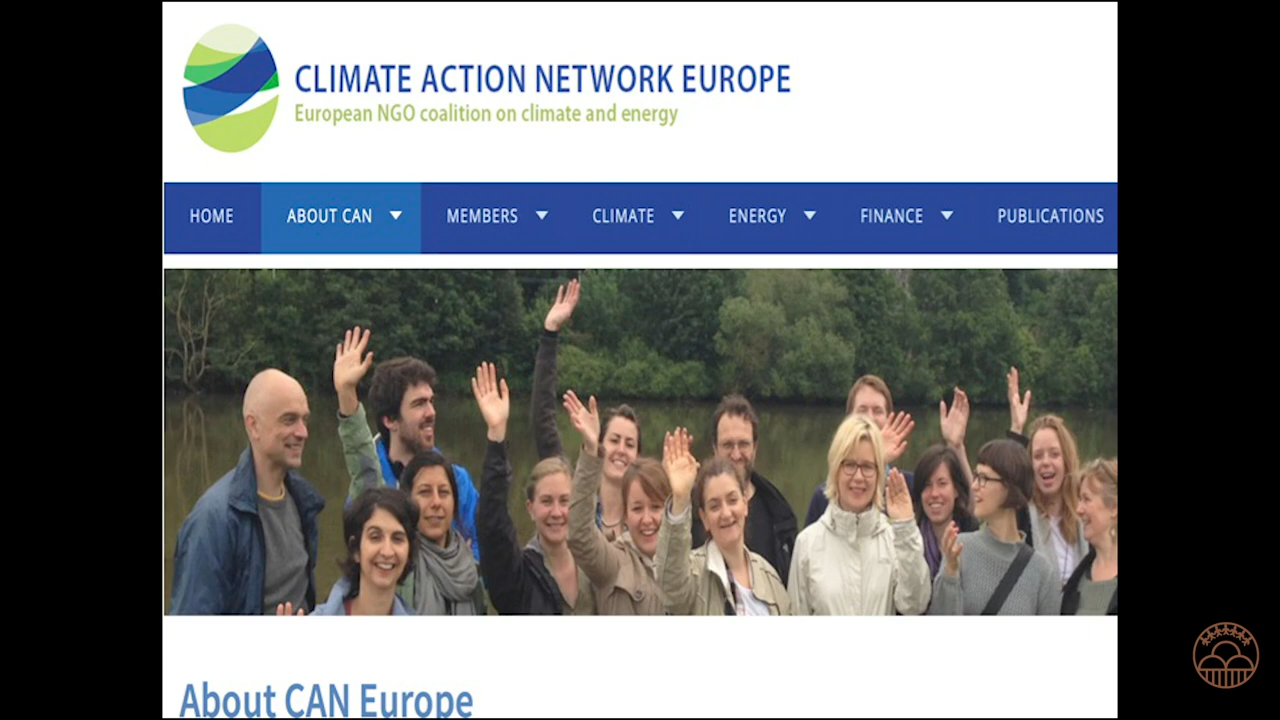 CLIMATE ACTION NETWORK EUROPE
European NGO coalition on climate and energy
HOME ABOUT CAN MEMBERS CLIMATE ENERGY FINANCE PUBLICATIONS
About CAN Europe